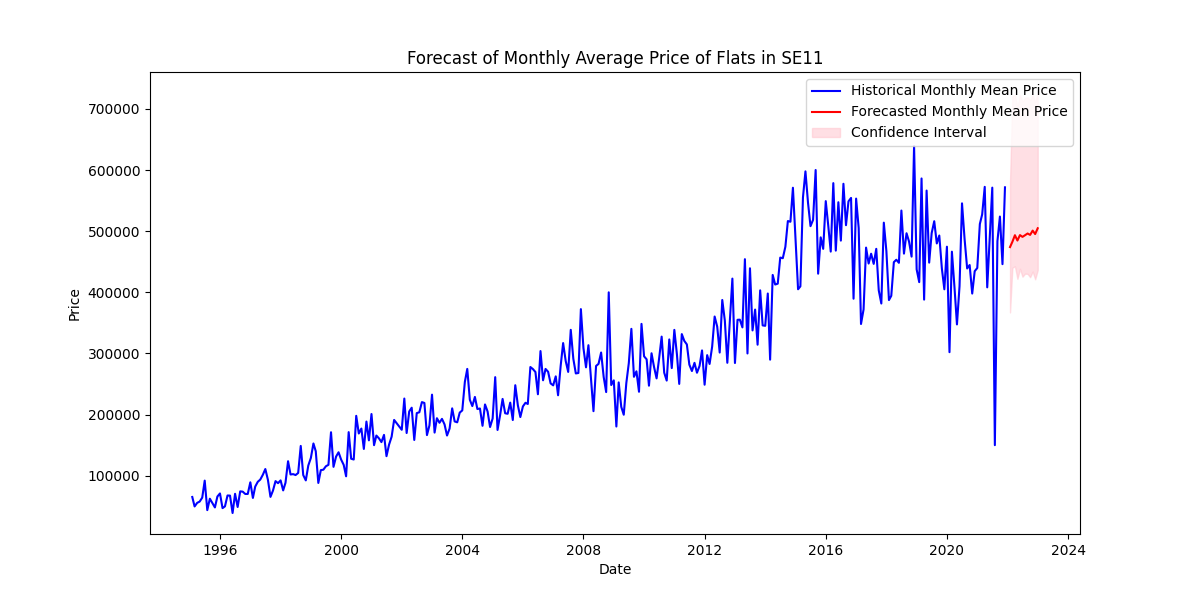 Forecast of Monthly Average Price of Flats in SE11
Historical Monthly Mean Price
Forecasted Monthly Mean Price
Confidence Interval
700000
600000
500000
400000
300000
200000
100000
Price
1996 2000 2004 2008 2012 2016 2020 2024
Date